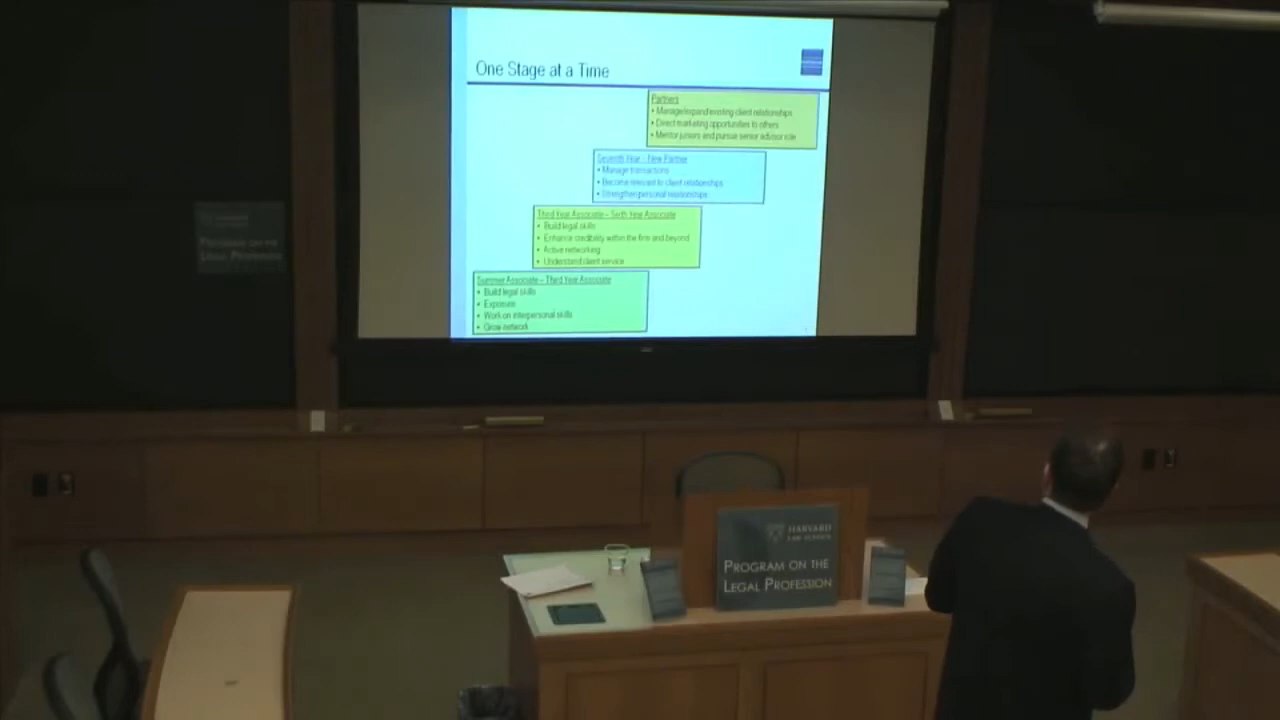 One Stage at a Time
Partners
• Manage/expand existing client relationships
• Direct marketing opportunities to others
• Mentor juniors and pursue senior advisor role
Seventh Year – New Partner
• Manage transactions
• Become relevant to client relationships
• Strengthen personal relationships
Third Year Associate – Sixth Year Associate
• Build legal skills
• Enhance credibility within the firm and beyond
• Active networking
• Understand client service
Summer Associate – Third Year Associate
• Build legal skills
• Exposure
• Work on interpersonal skills
• Grow network
PROGRAM ON THE
LEGAL PROFESSION
HARVARD
LAW SCHOOL
PROGRAM ON THE
LEGAL PROFESSION